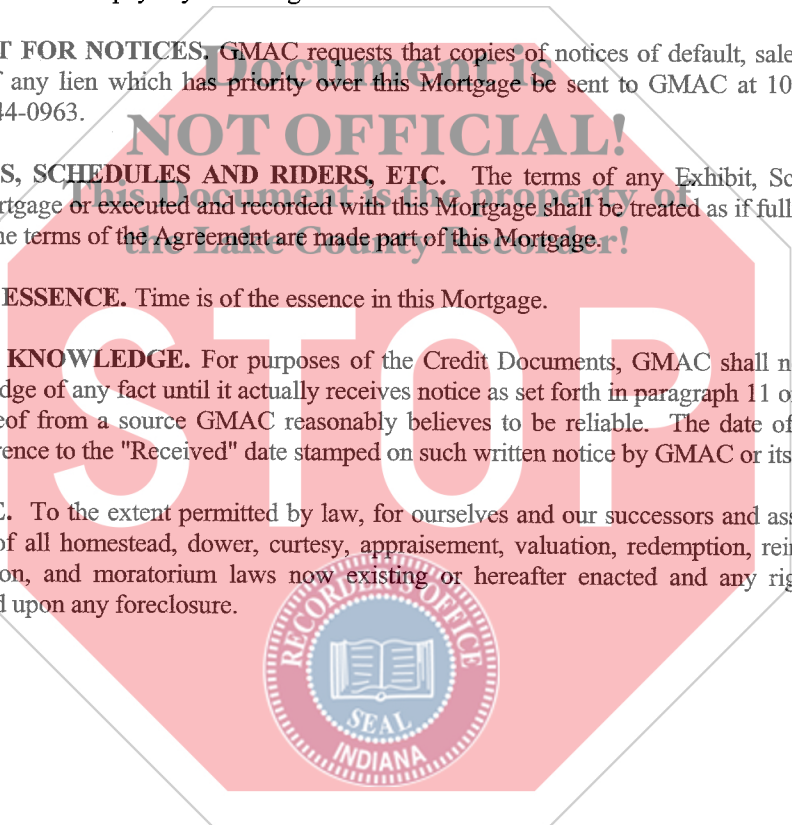 T FOR NOTICES. GMAC requests that copies of notices of default, sale
any lien which has priority over this Mortgage be sent to GMAC at 10
44-0963.
Document is
NOT OFFICIAL!
This Document is the property of
the Lake County Recorder!
S, SCHEDULES AND RIDERS, ETC. The terms of any Exhibit, Sc
rtgage or executed and recorded with this Mortgage shall be treated as if full
he terms of the Agreement are made part of this Mortgage.
ESSENCE. Time is of the essence in this Mortgage.
STOP
KNOWLEDGE. For purposes of the Credit Documents, GMAC shall n
dge of any fact until it actually receives notice as set forth in paragraph 11 o
eof from a source GMAC reasonably believes to be reliable. The date of
rence to the "Received" date stamped on such written notice by GMAC or its
E. To the extent permitted by law, for ourselves and our successors and ass
of all homestead, dower, curtesy, appraisement, valuation, redemption, rei
on, and moratorium laws now existing or hereafter enacted and any rig
d upon any foreclosure.
RECORDER'S OFFICE
SEAL
INDIANA